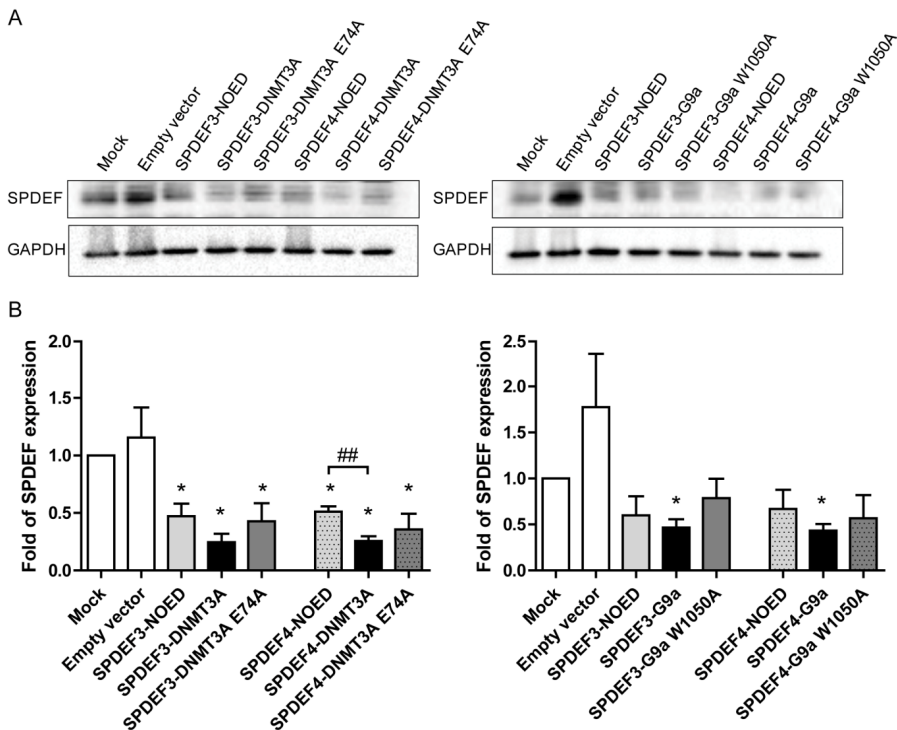 A
Mock
Empty vector
SPDEF3-NOED
SPDEF3-DNMT3A
SPDEF3-DNMT3A E74A
SPDEF4-NOED
SPDEF4-DNMT3A
SPDEF4-DNMT3A E74A
SPDEF
GAPDH
Mock
Empty vector
SPDEF3-NOED
SPDEF3-G9a
SPDEF3-G9a W1050A
SPDEF4-NOED
SPDEF4-G9a
SPDEF4-G9a W1050A
SPDEF
GAPDH
B
Fold of SPDEF expression
2.0
1.5
1.0
0.5
0.0
* * * * * *
##
Mock
Empty vector
SPDEF3-NOED
SPDEF3-DNMT3A
SPDEF3-DNMT3A E74A
SPDEF4-NOED
SPDEF4-DNMT3A
SPDEF4-DNMT3A E74A
Fold of SPDEF expression
2.5
2.0
1.5
1.0
0.5
0.0
* *
Mock
Empty vector
SPDEF3-NOED
SPDEF3-G9a
SPDEF3-G9a W1050A
SPDEF4-NOED
SPDEF4-G9a
SPDEF4-G9a W1050A